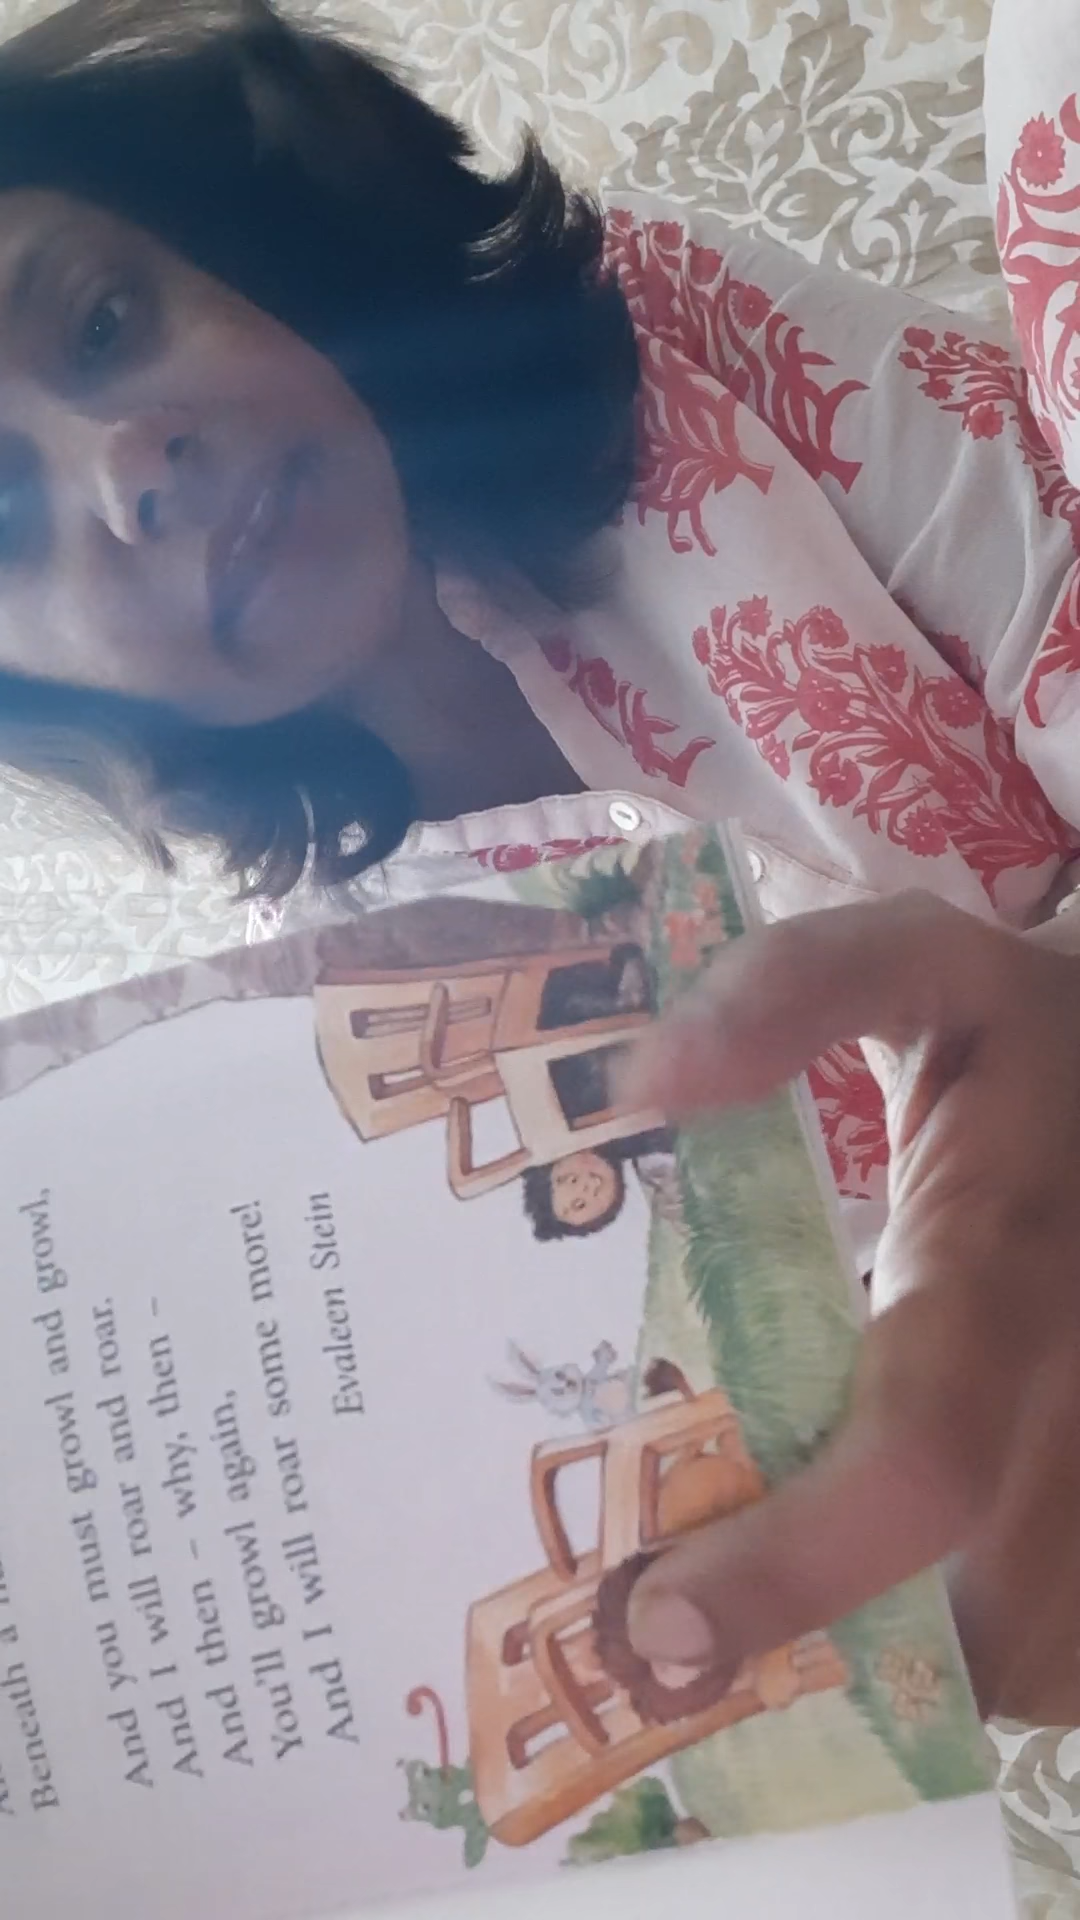 Beneath a
And you must growl and growl,
And I will roar and roar.
And then – why, then –
You'll growl again,
And I will roar some more!
Evaleen Stein